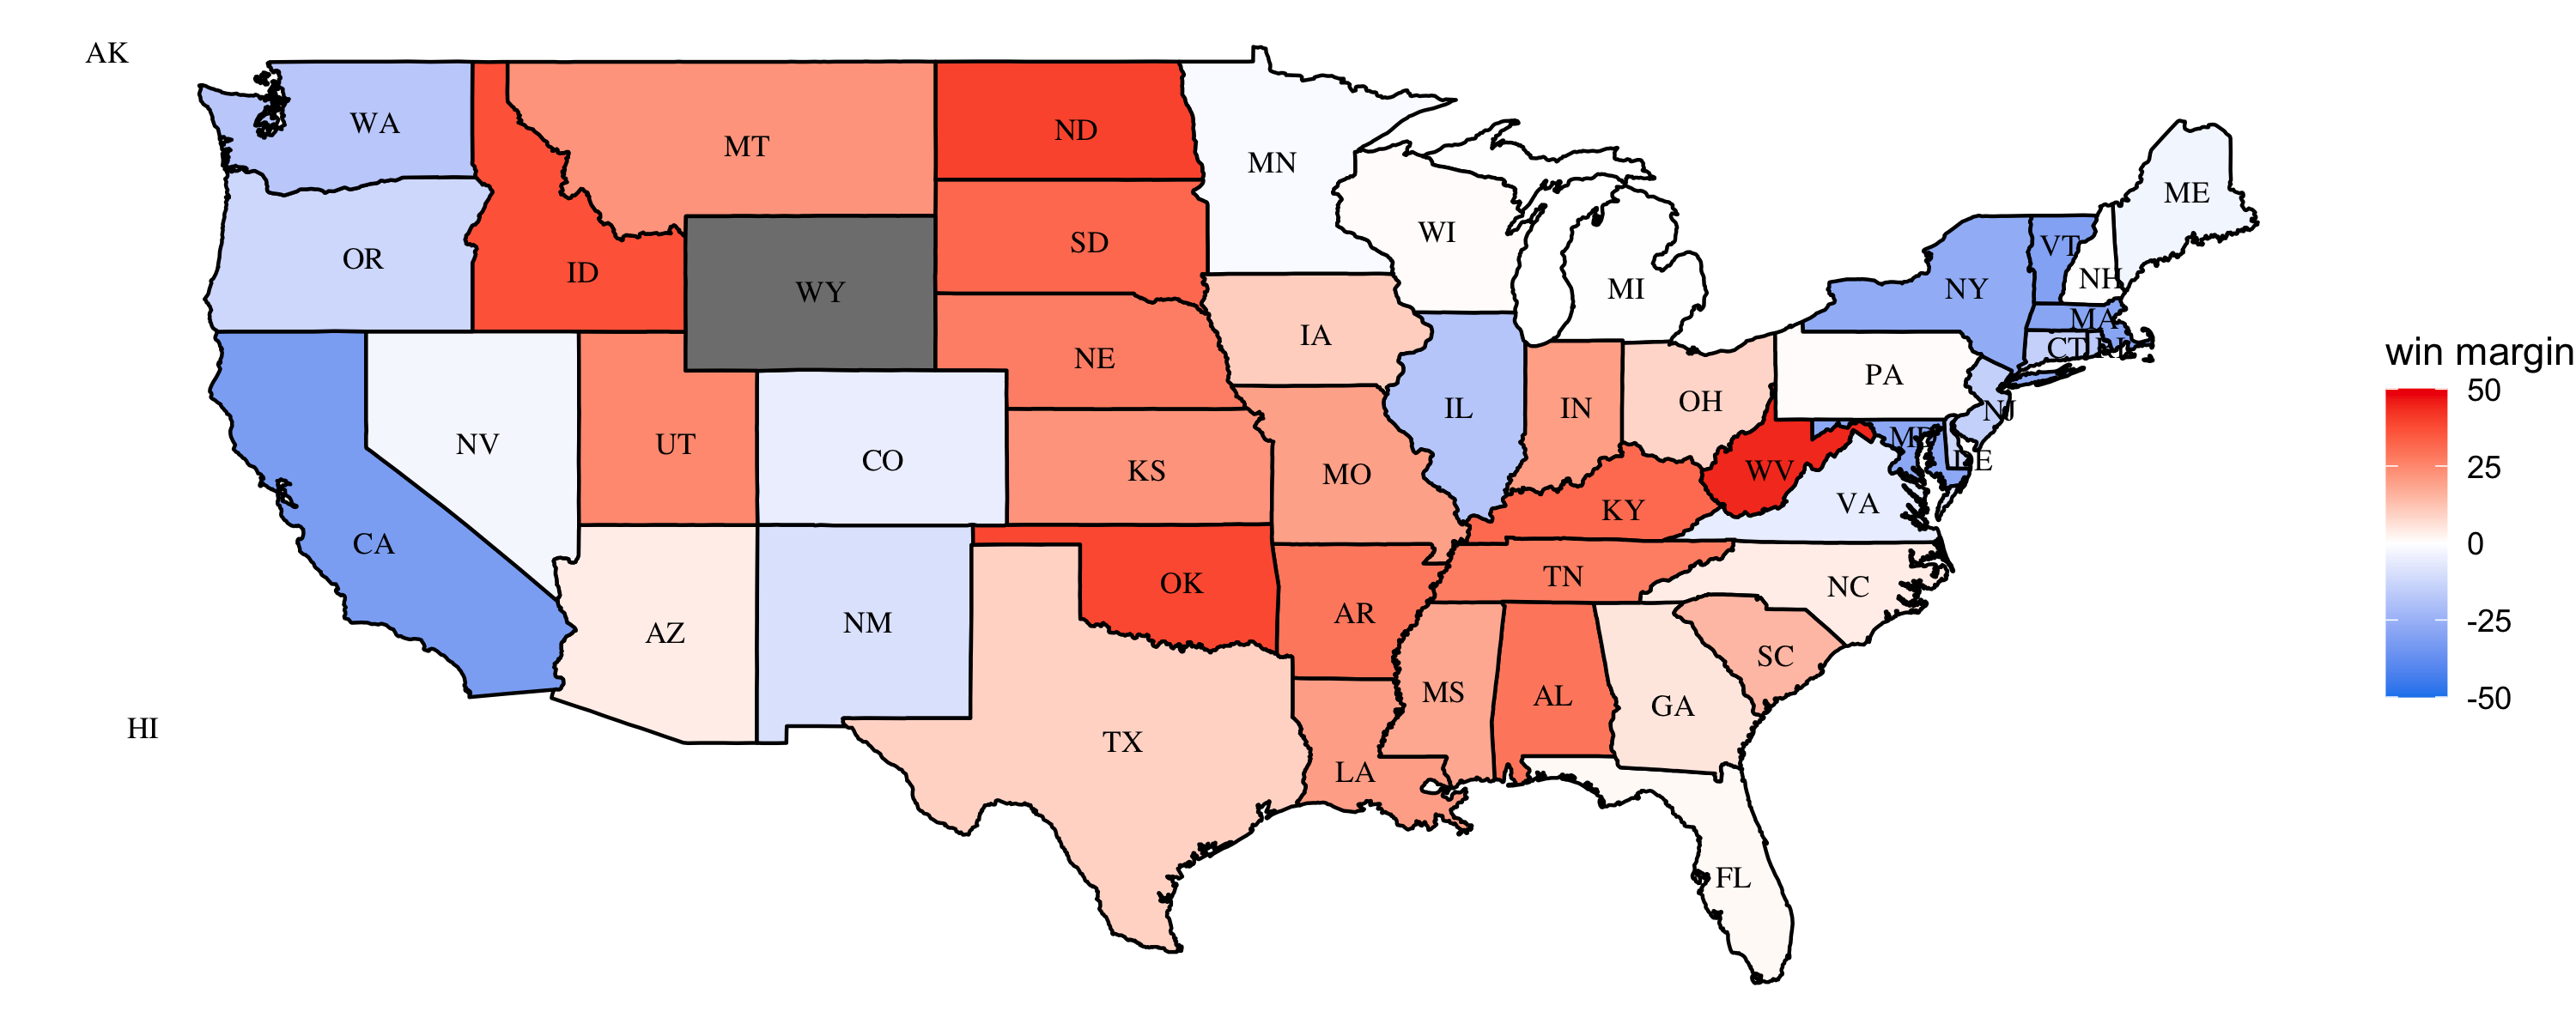 AK
WA
MT
ND
MN
ME
OR
ID
SD
WI
VT
NH
WY
MI
NY
MA
IA
CT
RI
NE
PA
win margin
50
IL
IN
OH
NJ
NV
UT
CO
KS
MO
WV
MD
DE
25
KY
VA
CA
0
TN
NC
OK
AR
NM
AZ
-25
SC
MS
AL
GA
-50
HI
TX
LA
FL